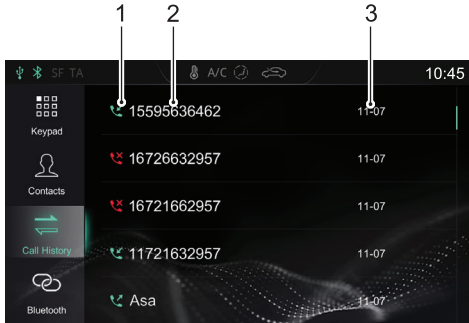 1 2 3
SF TA A/C 10:45
Keypad
Contacts
Call History
Bluetooth
15595636462 11-07
16726632957 11-07
16721662957 11-07
11721632957 11-07
Asa 11-07